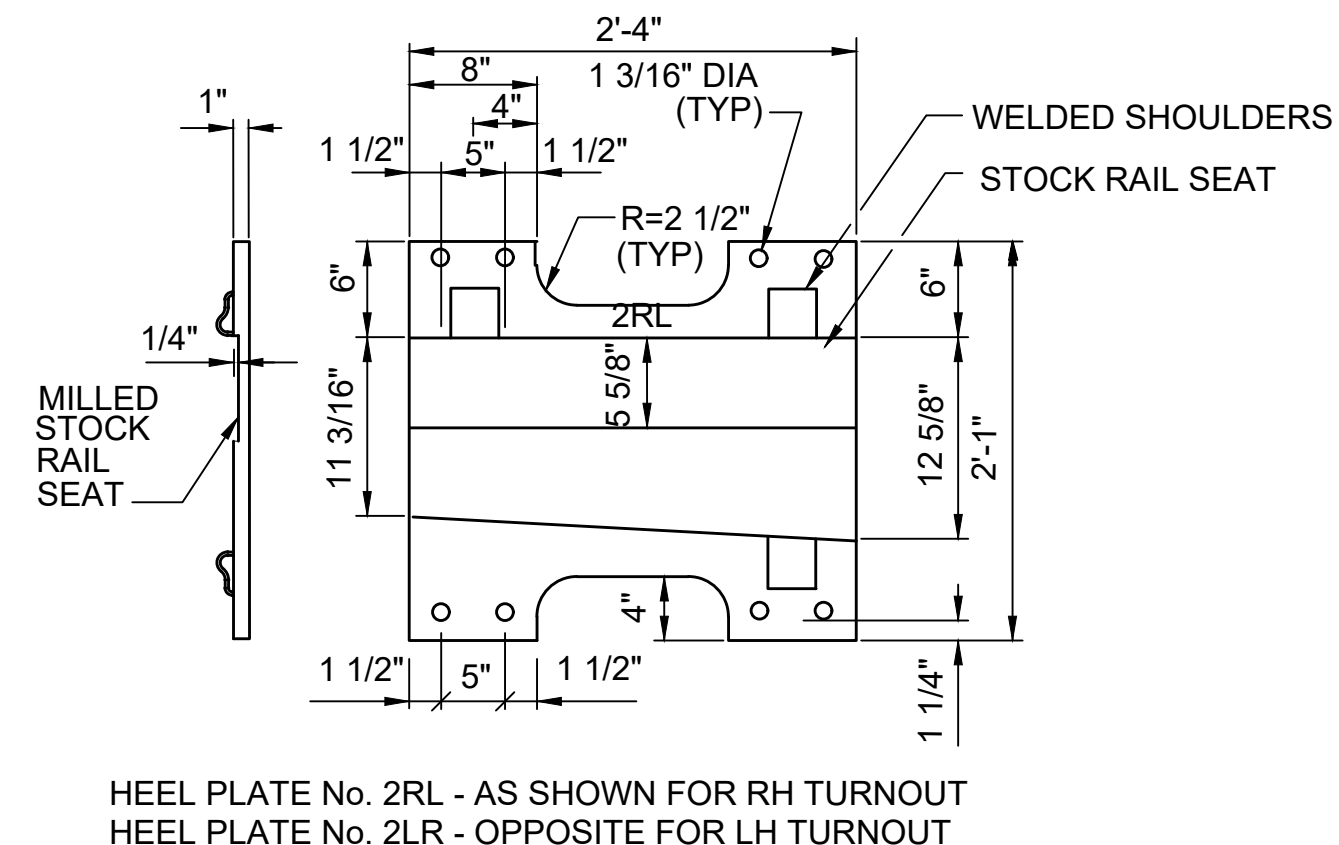 2'-4"
8"
1 3/16" DIA
(TYP)
1"
4"
WELDED SHOULDERS
1 1/2"
5"
1 1/2"
STOCK RAIL SEAT
R=2 1/2"
(TYP)
6"
6"
2RL
1/4"
5 5/8"
11 3/16"
12 5/8"
2'-1"
MILLED
STOCK
RAIL
SEAT
4"
1 1/2"
5"
1 1/2"
1 1/4"
HEEL PLATE No. 2RL - AS SHOWN FOR RH TURNOUT
HEEL PLATE No. 2LR - OPPOSITE FOR LH TURNOUT